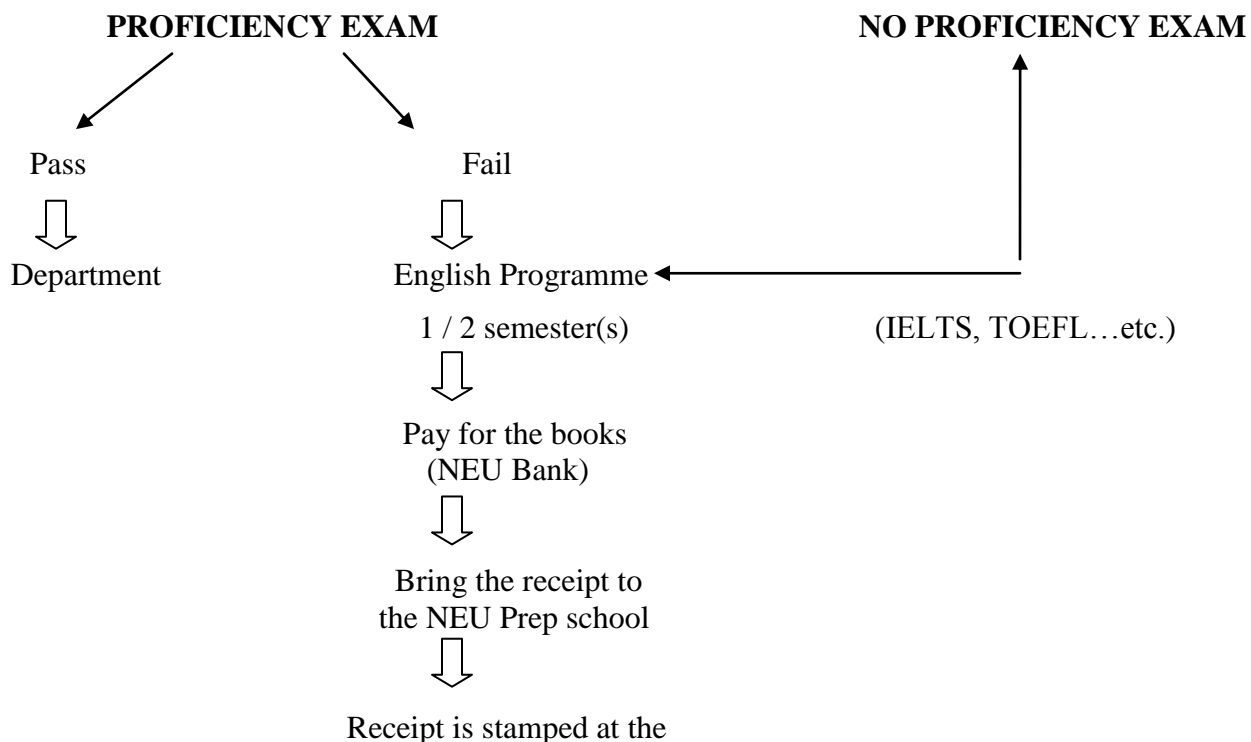 PROFICIENCY EXAM
NO PROFICIENCY EXAM
Pass
Fail
Department
English Programme
1 / 2 semester(s)
(IELTS, TOEFL…etc.)
Pay for the books
(NEU Bank)
Bring the receipt to
the NEU Prep school
Receipt is stamped at the